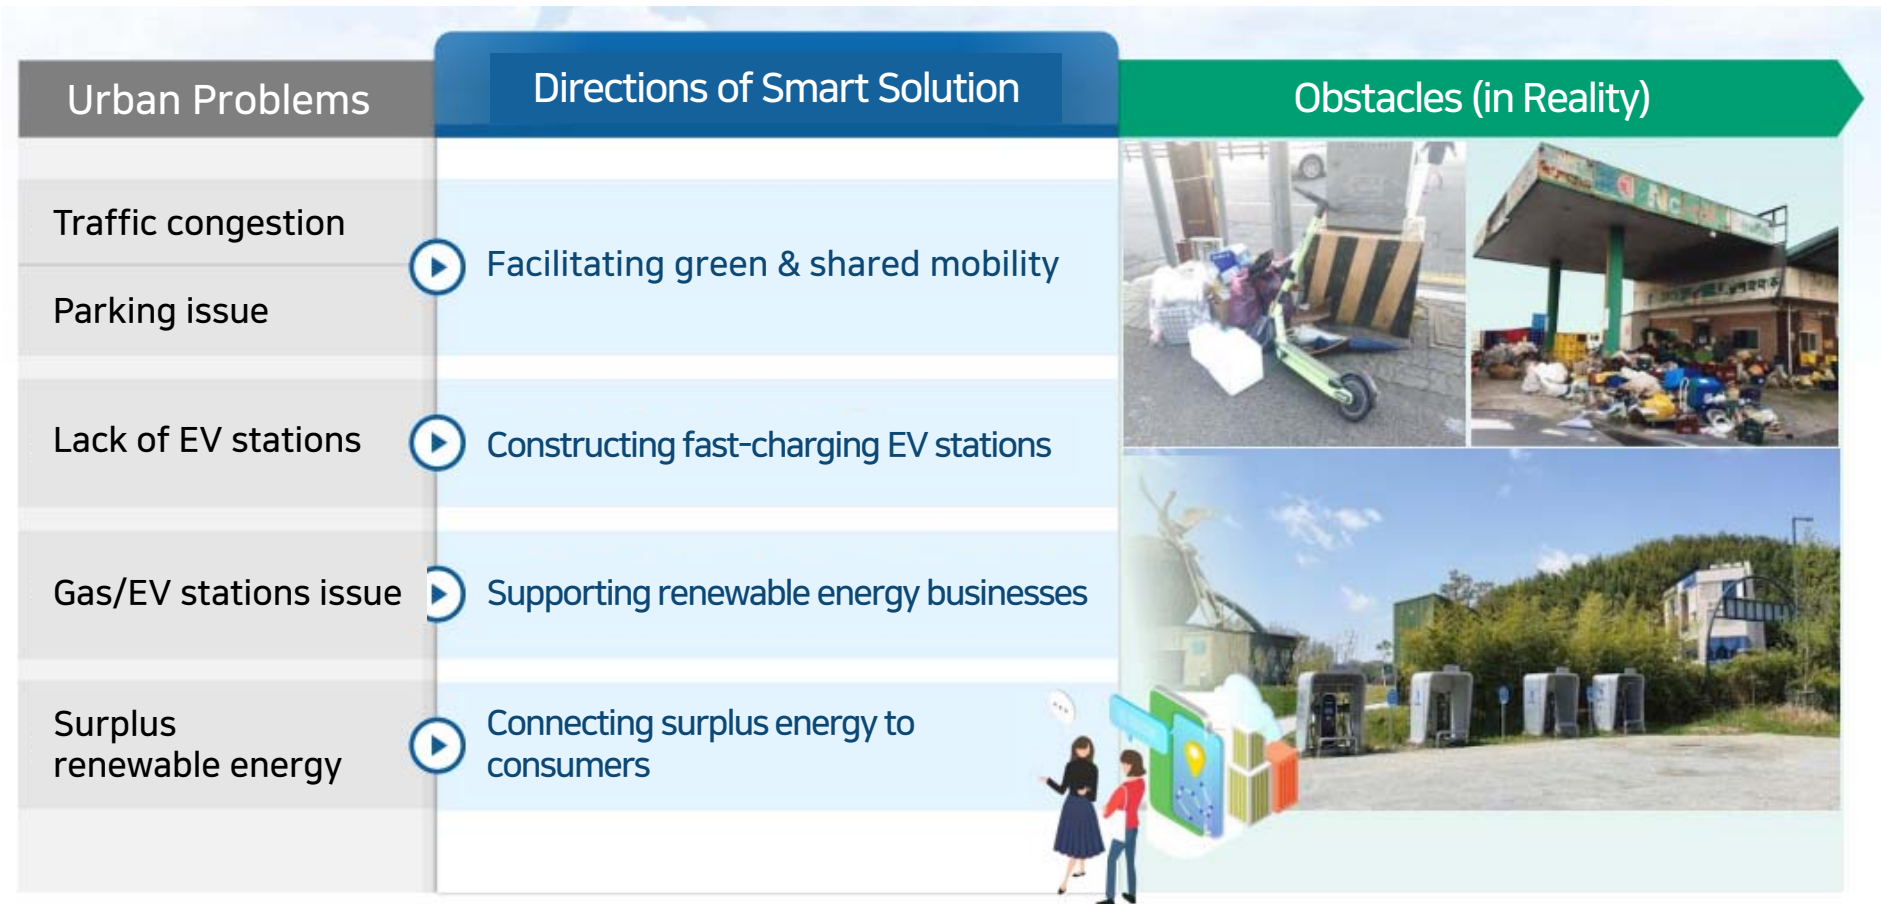 Urban Problems
Directions of Smart Solution
Obstacles (in Reality)
Traffic congestion
Parking issue
Facilitating green & shared mobility
Lack of EV stations
Constructing fast-charging EV stations
Gas/EV stations issue
Supporting renewable energy businesses
Surplus
renewable energy
Connecting surplus energy to
consumers